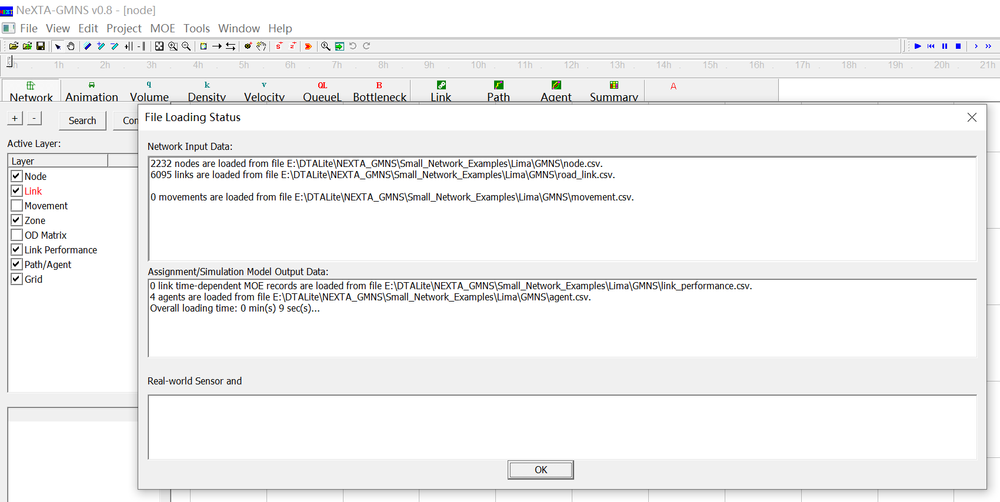 NEXT NeXTA-GMNS v0.8 - [node]
File View Edit Project MOE Tools Window Help
h 1h 2h 3h 4h 5h 6h 7h 8h 9h 10h 11h 12h 13h 14h 15h 16h 17h 18h 19h 20h 21h
q k v QL B A
Network Animation Volume Density Velocity QueueL Bottleneck Link Path Agent Summary
+ - Search Con
File Loading Status
Active Layer:
Layer
Node
Link
Movement
Zone
OD Matrix
Link Performance
Path/Agent
Grid
Network Input Data:
2232 nodes are loaded from file E:\DTALite\NEXTA_GMNS\Small_Network_Examples\Lima\GMNS\node.csv.
6095 links are loaded from file E:\DTALite\NEXTA_GMNS\Small_Network_Examples\Lima\GMNS\road_link.csv.
0 movements are loaded from file E:\DTALite\NEXTA_GMNS\Small_Network_Examples\Lima\GMNS\movement.csv.
Assignment/Simulation Model Output Data:
0 link time-dependent MOE records are loaded from file E:\DTALite\NEXTA_GMNS\Small_Network_Examples\Lima\GMNS\link_performance.csv.
4 agents are loaded from file E:\DTALite\NEXTA_GMNS\Small_Network_Examples\Lima\GMNS\agent.csv.
Overall loading time: 0 min(s) 9 sec(s)...
Real-world Sensor and
OK